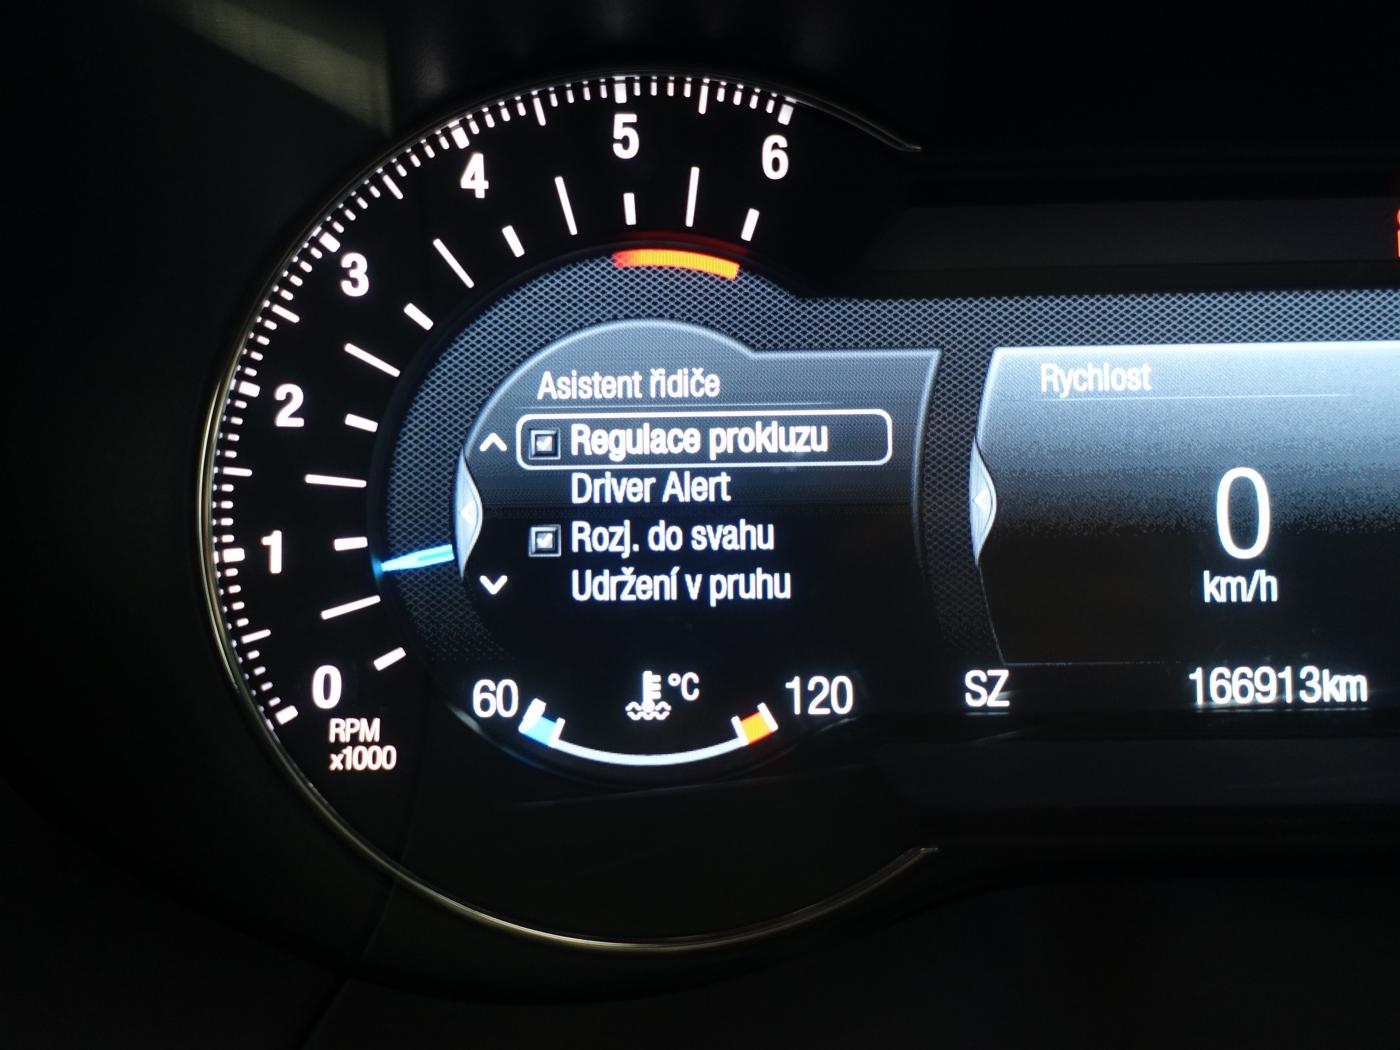 5
4
6
3
2
1
0
RPM
x1000
Asistent řidiče
Regulace prokluzu
Driver Alert
Rozj. do svahu
Udržení v pruhu
60
°C
120
Rychlost
0
km/h
SZ
166913km